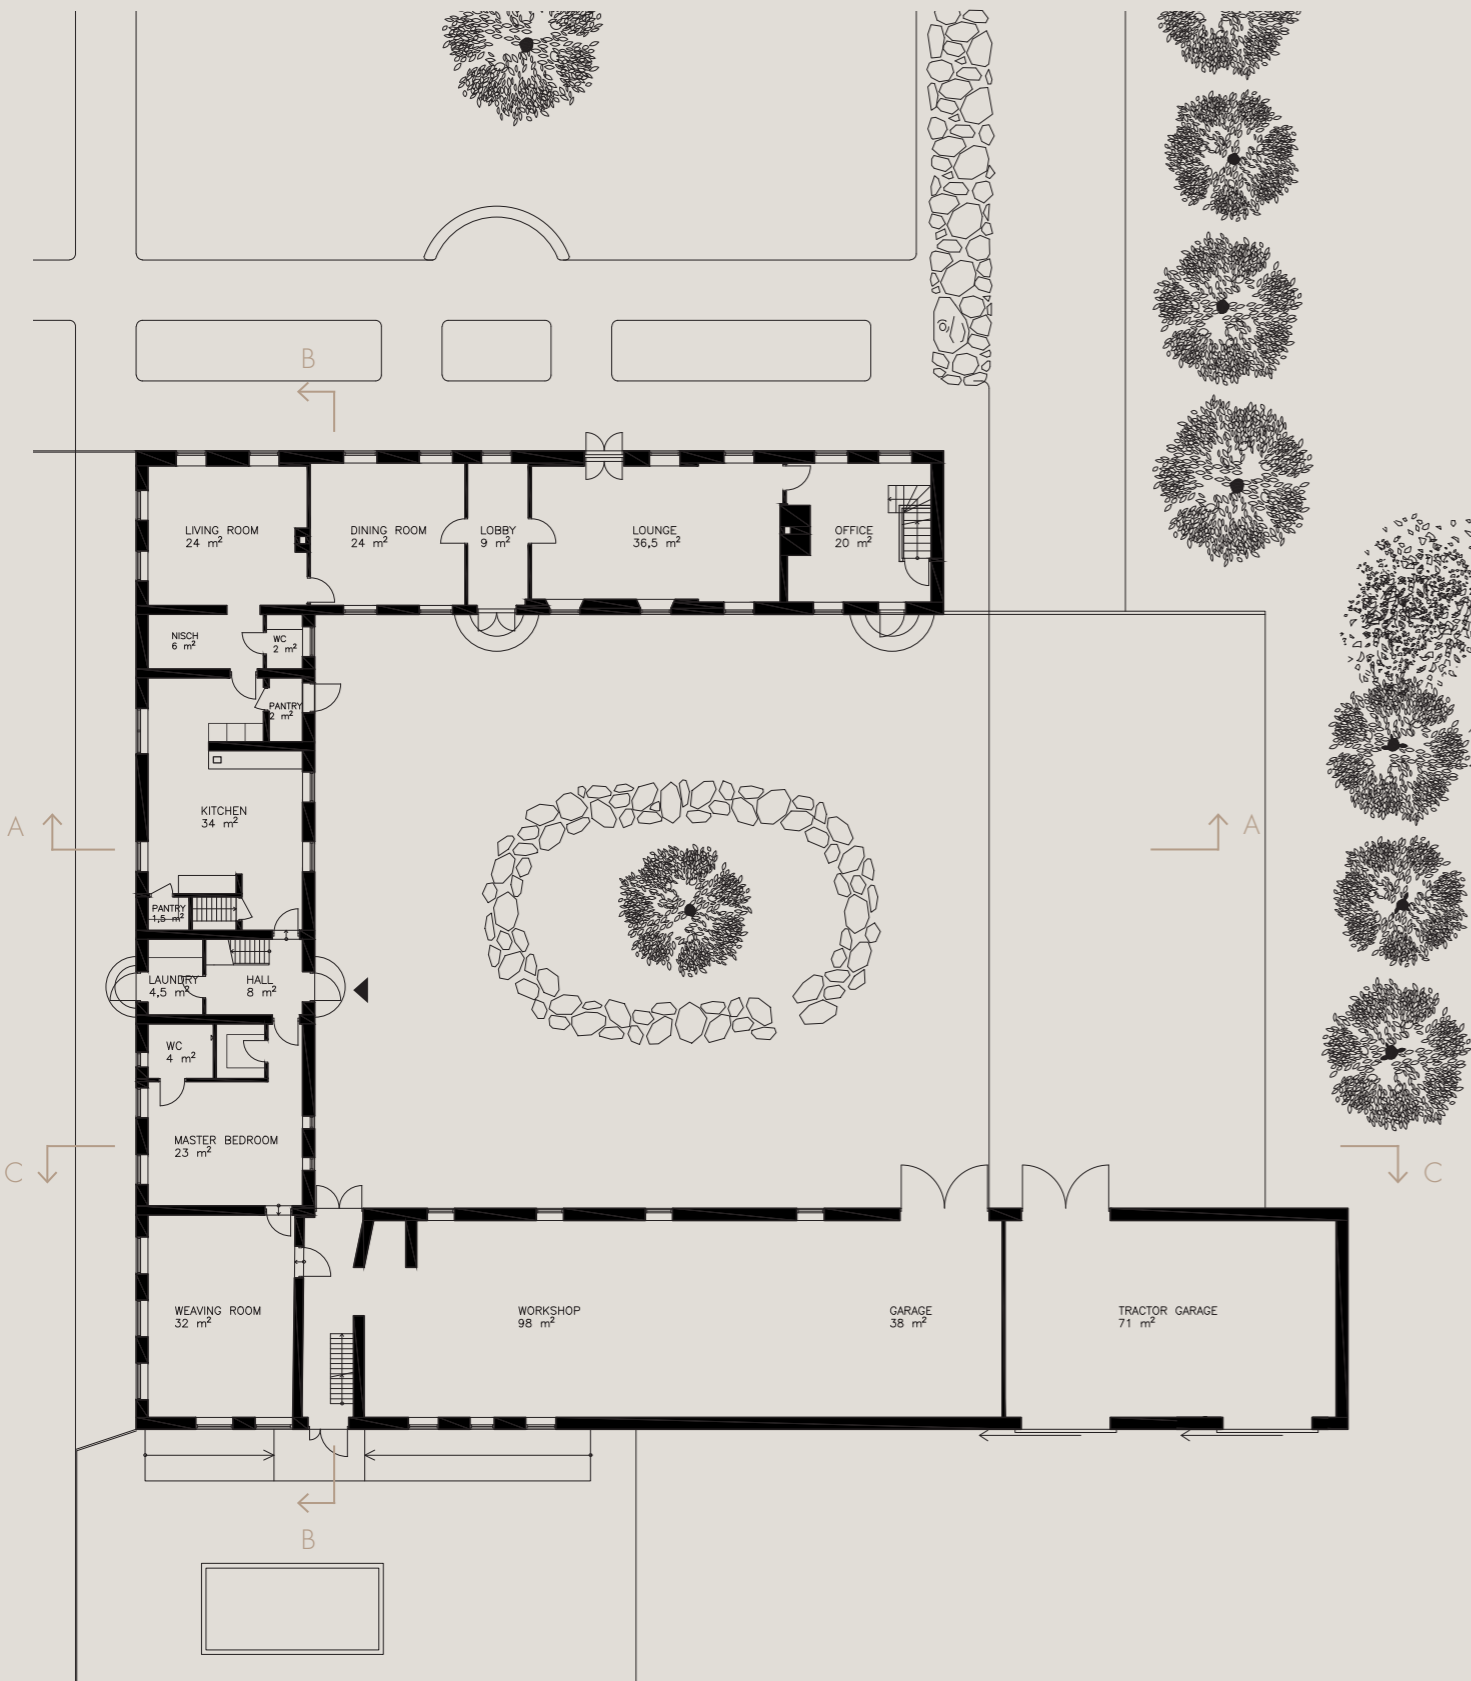 B
LIVING ROOM
24 m²
DINING ROOM
24 m²
LOBBY
9 m²
LOUNGE
36,5 m²
OFFICE
20 m²
NISCH
6 m²
WC
2 m²
PANTRY
2 m²
KITCHEN
34 m²
A
A
PANTRY
1,5 m²
LAUNDRY
4,5 m²
HALL
8 m²
WC
4 m²
MASTER BEDROOM
23 m²
C
C
WEAVING ROOM
32 m²
WORKSHOP
98 m²
GARAGE
38 m²
TRACTOR GARAGE
71 m²
B